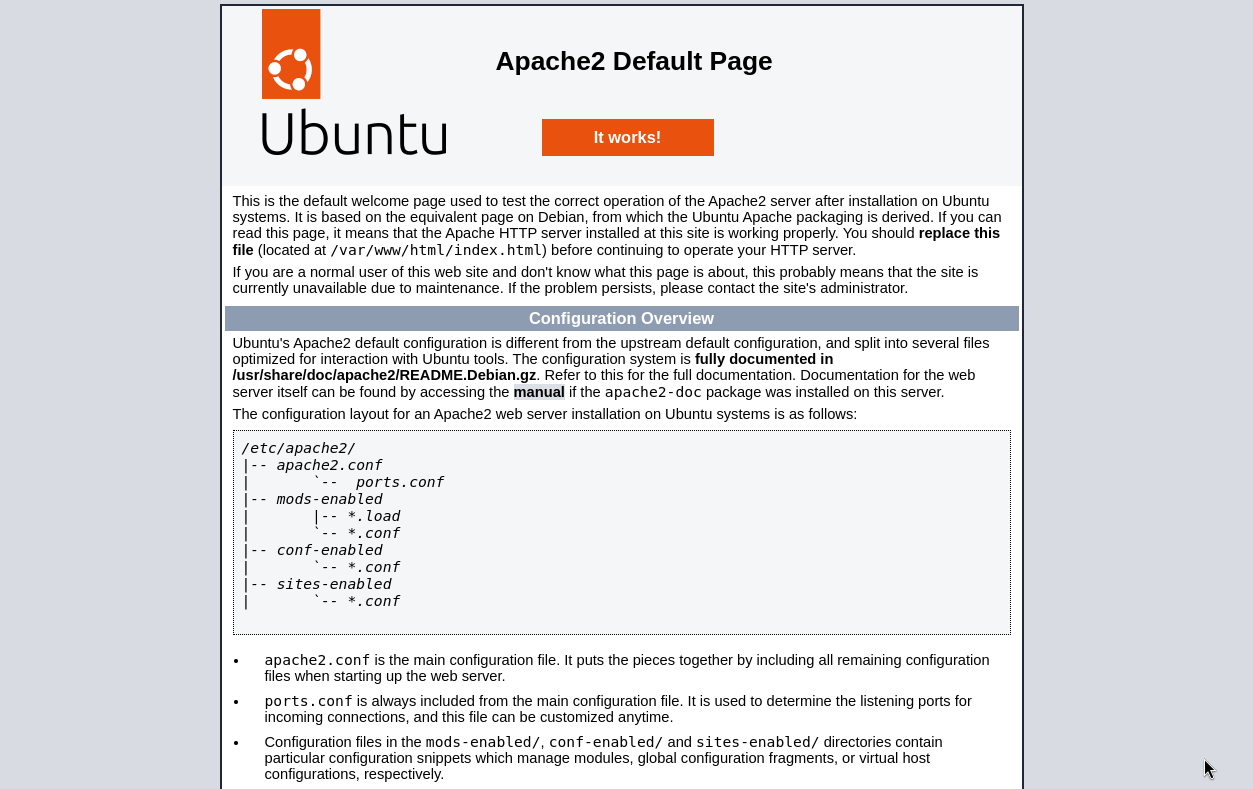 Apache2 Default Page
Ubuntu
It works!
This is the default welcome page used to test the correct operation of the Apache2 server after installation on Ubuntu
systems. It is based on the equivalent page on Debian, from which the Ubuntu Apache packaging is derived. If you can
read this page, it means that the Apache HTTP server installed at this site is working properly. You should replace this
file (located at /var/www/html/index.html) before continuing to operate your HTTP server.
If you are a normal user of this web site and don't know what this page is about, this probably means that the site is
currently unavailable due to maintenance. If the problem persists, please contact the site's administrator.
Configuration Overview
Ubuntu's Apache2 default configuration is different from the upstream default configuration, and split into several files
optimized for interaction with Ubuntu tools. The configuration system is fully documented in
/usr/share/doc/apache2/README.Debian.gz. Refer to this for the full documentation. Documentation for the web
server itself can be found by accessing the manual if the apache2-doc package was installed on this server.
The configuration layout for an Apache2 web server installation on Ubuntu systems is as follows:
/etc/apache2/
|-- apache2.conf
|       `--  ports.conf
|-- mods-enabled
|       |-- *.load
|       `-- *.conf
|-- conf-enabled
|       `-- *.conf
|-- sites-enabled
|       `-- *.conf
• apache2.conf is the main configuration file. It puts the pieces together by including all remaining configuration
files when starting up the web server.
• ports.conf is always included from the main configuration file. It is used to determine the listening ports for
incoming connections, and this file can be customized anytime.
• Configuration files in the mods-enabled/, conf-enabled/ and sites-enabled/ directories contain
particular configuration snippets which manage modules, global configuration fragments, or virtual host
configurations, respectively.